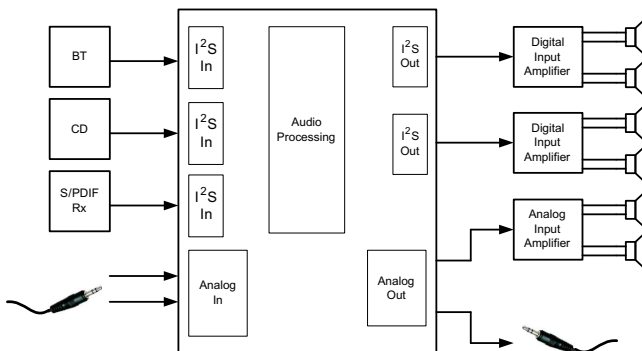 BT
I²S
In
CD
I²S
In
S/PDIF
Rx
I²S
In
Analog
In
Audio
Processing
I²S
Out
I²S
Out
Analog
Out
Digital
Input
Amplifier
Digital
Input
Amplifier
Analog
Input
Amplifier